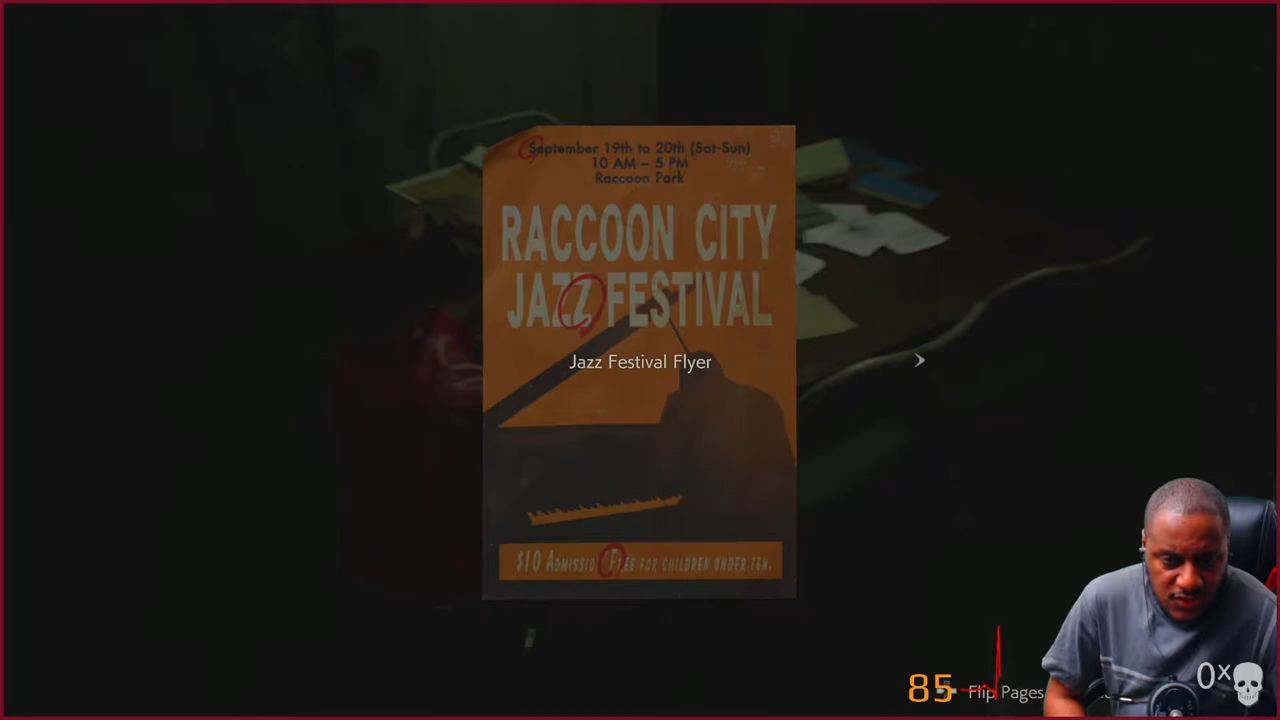 September 19th to 20th (Sat-Sun)
10 AM – 5 PM
Raccoon Park
RACCOON CITY
JAZZ FESTIVAL
Jazz Festival Flyer
$10 Admission Free for children under ten.
85
Flip Pages
0×